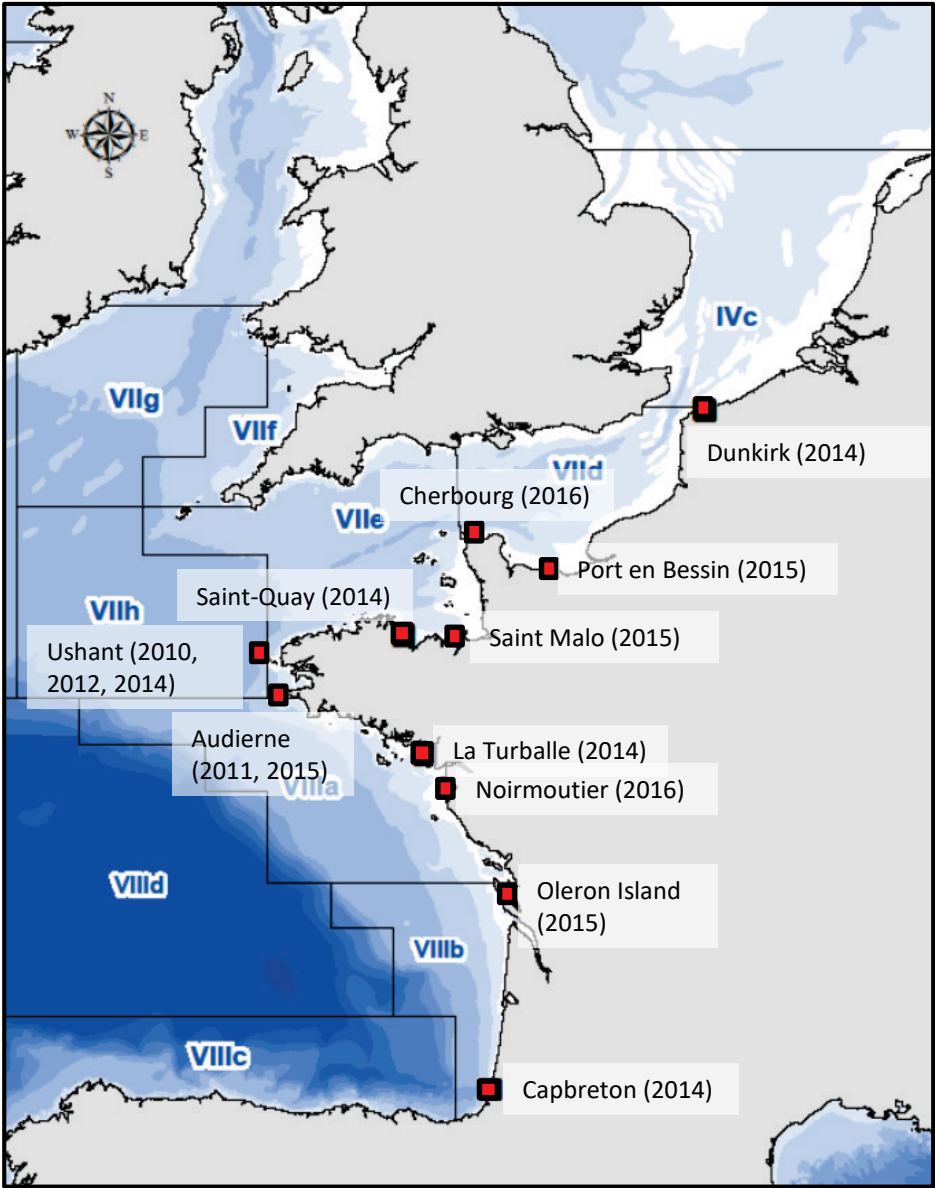 N
W
E
S
IVc
VIIg
VIIf
Dunkirk (2014)
VIId
Cherbourg (2016)
VIIe
Port en Bessin (2015)
Saint-Quay (2014)
VIIh
Saint Malo (2015)
Ushant (2010,
2012, 2014)
Audierne
(2011, 2015)
La Turballe (2014)
VIIIa
Noirmoutier (2016)
VIIId
Oleron Island
(2015)
VIIIb
VIIIc
Capbreton (2014)